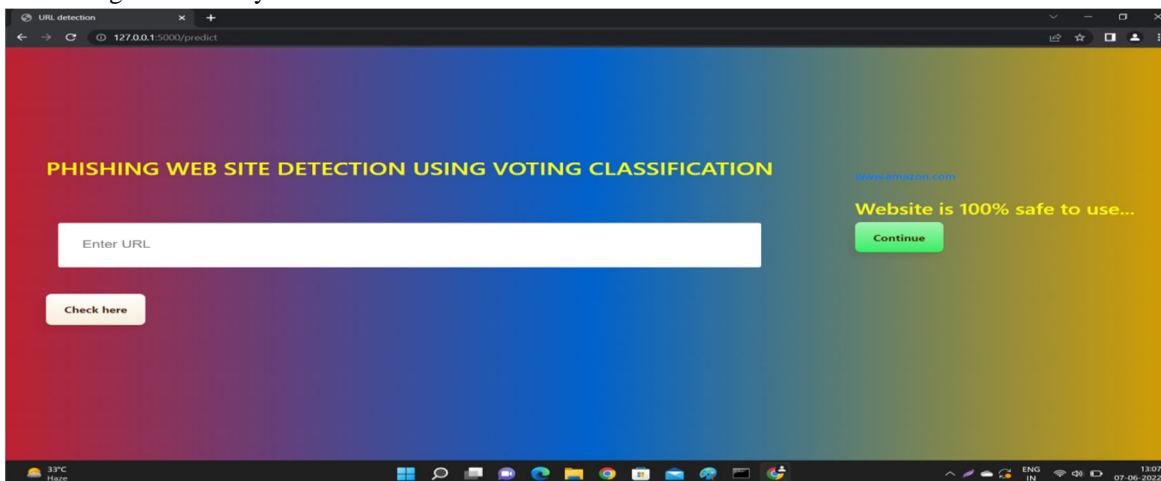 URL detection
127.0.0.1:5000/predict
PHISHING WEB SITE DETECTION USING VOTING CLASSIFICATION
www.amazon.com
Website is 100% safe to use...
Enter URL
Continue
Check here
33°C
Haze
ENG
IN
13:07
07-06-2022